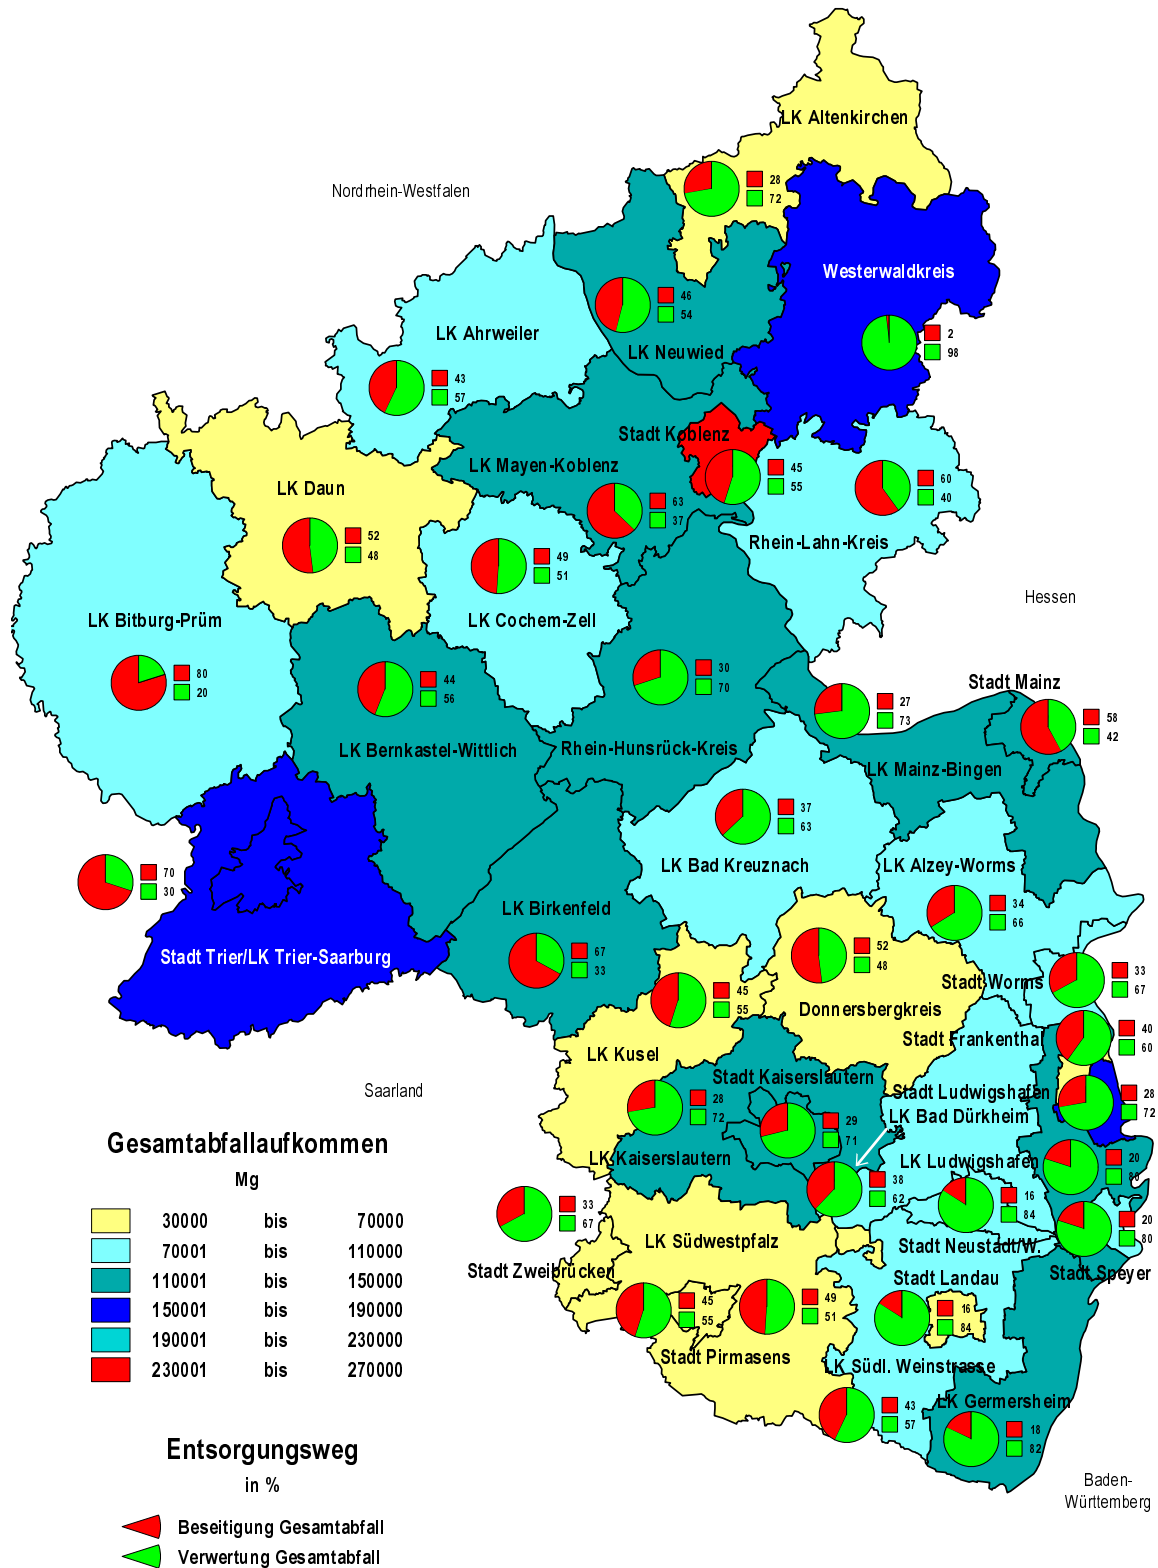 LK Altenkirchen
28
72
Nordrhein-Westfalen
Westerwaldkreis
2
98
46
54
LK Neuwied
LK Ahrweiler
43
57
Stadt Koblenz
45
55
LK Mayen-Koblenz
63
37
60
40
Rhein-Lahn-Kreis
LK Daun
52
48
49
51
LK Cochem-Zell
Hessen
LK Bitburg-Prüm
80
20
44
56
LK Bernkastel-Wittlich
30
70
Rhein-Hunsrück-Kreis
27
73
Stadt Mainz
58
42
LK Mainz-Bingen
37
63
LK Bad Kreuznach
LK Alzey-Worms
34
66
70
30
Stadt Trier/LK Trier-Saarburg
LK Birkenfeld
67
33
52
48
Donnersbergkreis
Stadt Worms
33
67
45
55
LK Kusel
Stadt Frankenthal
40
60
Saarland
Stadt Kaiserslautern
29
71
28
72
LK Kaiserslautern
Stadt Ludwigshafen
28
72
LK Bad Dürkheim
38
62
LK Ludwigshafen
20
80
16
84
Stadt Neustadt/W.
20
80
Stadt Speyer
33
67
Stadt Zweibrücken
LK Südwestpfalz
49
51
45
55
Stadt Pirmasens
Stadt Landau
16
84
LK Südl. Weinstrasse
43
57
LK Germersheim
18
82
Baden-
Württemberg
Gesamtabfallaufkommen
Mg
30000 bis 70000
70001 bis 110000
110001 bis 150000
150001 bis 190000
190001 bis 230000
230001 bis 270000
Entsorgungsweg
in %
Beseitigung Gesamtabfall
Verwertung Gesamtabfall